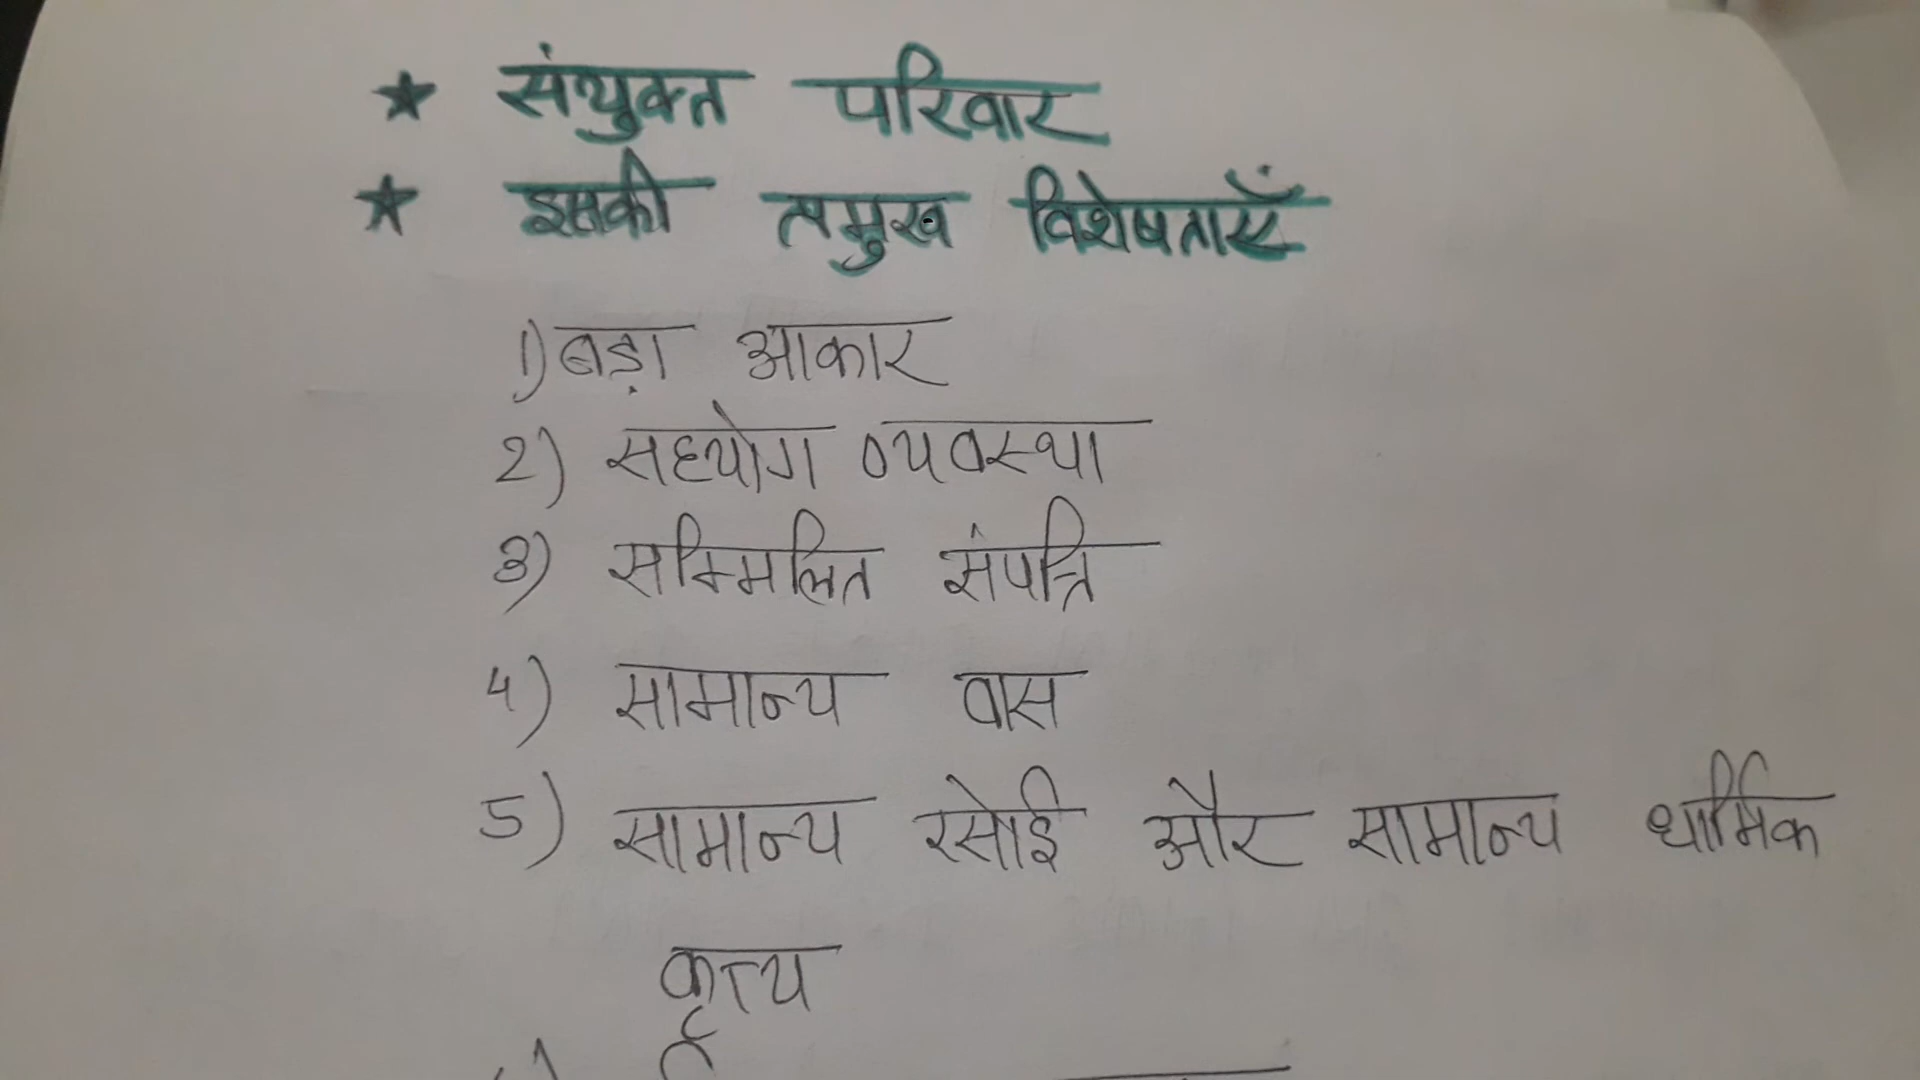 ★ संयुक्त परिवार
★ इसकी प्रमुख विशेषताएँ
1) बड़ा आकार
2) सहयोग व्यवस्था
3) सम्मिलित संपत्ति
4) सामान्य वास
5) सामान्य रसोई और सामान्य धार्मिक
कृत्य